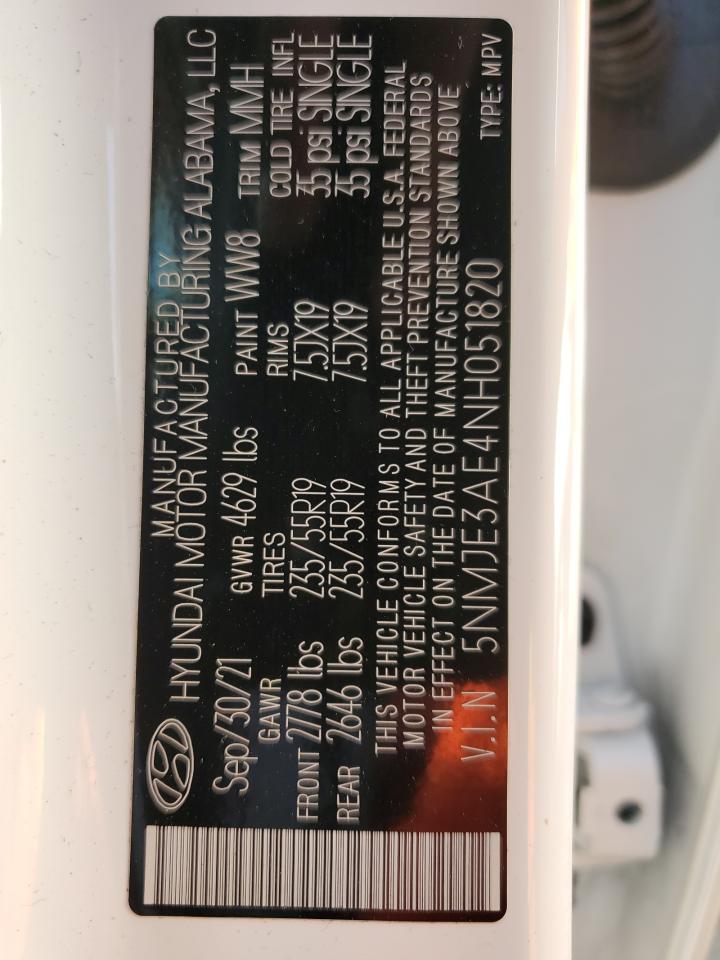 MANUFACTURED BY
HYUNDAI MOTOR MANUFACTURING ALABAMA, LLC
Sep/30/21 GVWR 4629 lbs PAINT WW8 TRIM MMH
GAWR TIRES RIMS COLD TIRE INFL
FRONT 2778 lbs 235/55R19 7.5JX19 35 psi SINGLE
REAR 2646 lbs 235/55R19 7.5JX19 35 psi SINGLE
THIS VEHICLE CONFORMS TO ALL APPLICABLE U.S.A. FEDERAL
MOTOR VEHICLE SAFETY AND THEFT PREVENTION STANDARDS
IN EFFECT ON THE DATE OF MANUFACTURE SHOWN ABOVE
V.I.N 5NMJE3AE4NH051820 TYPE: MPV